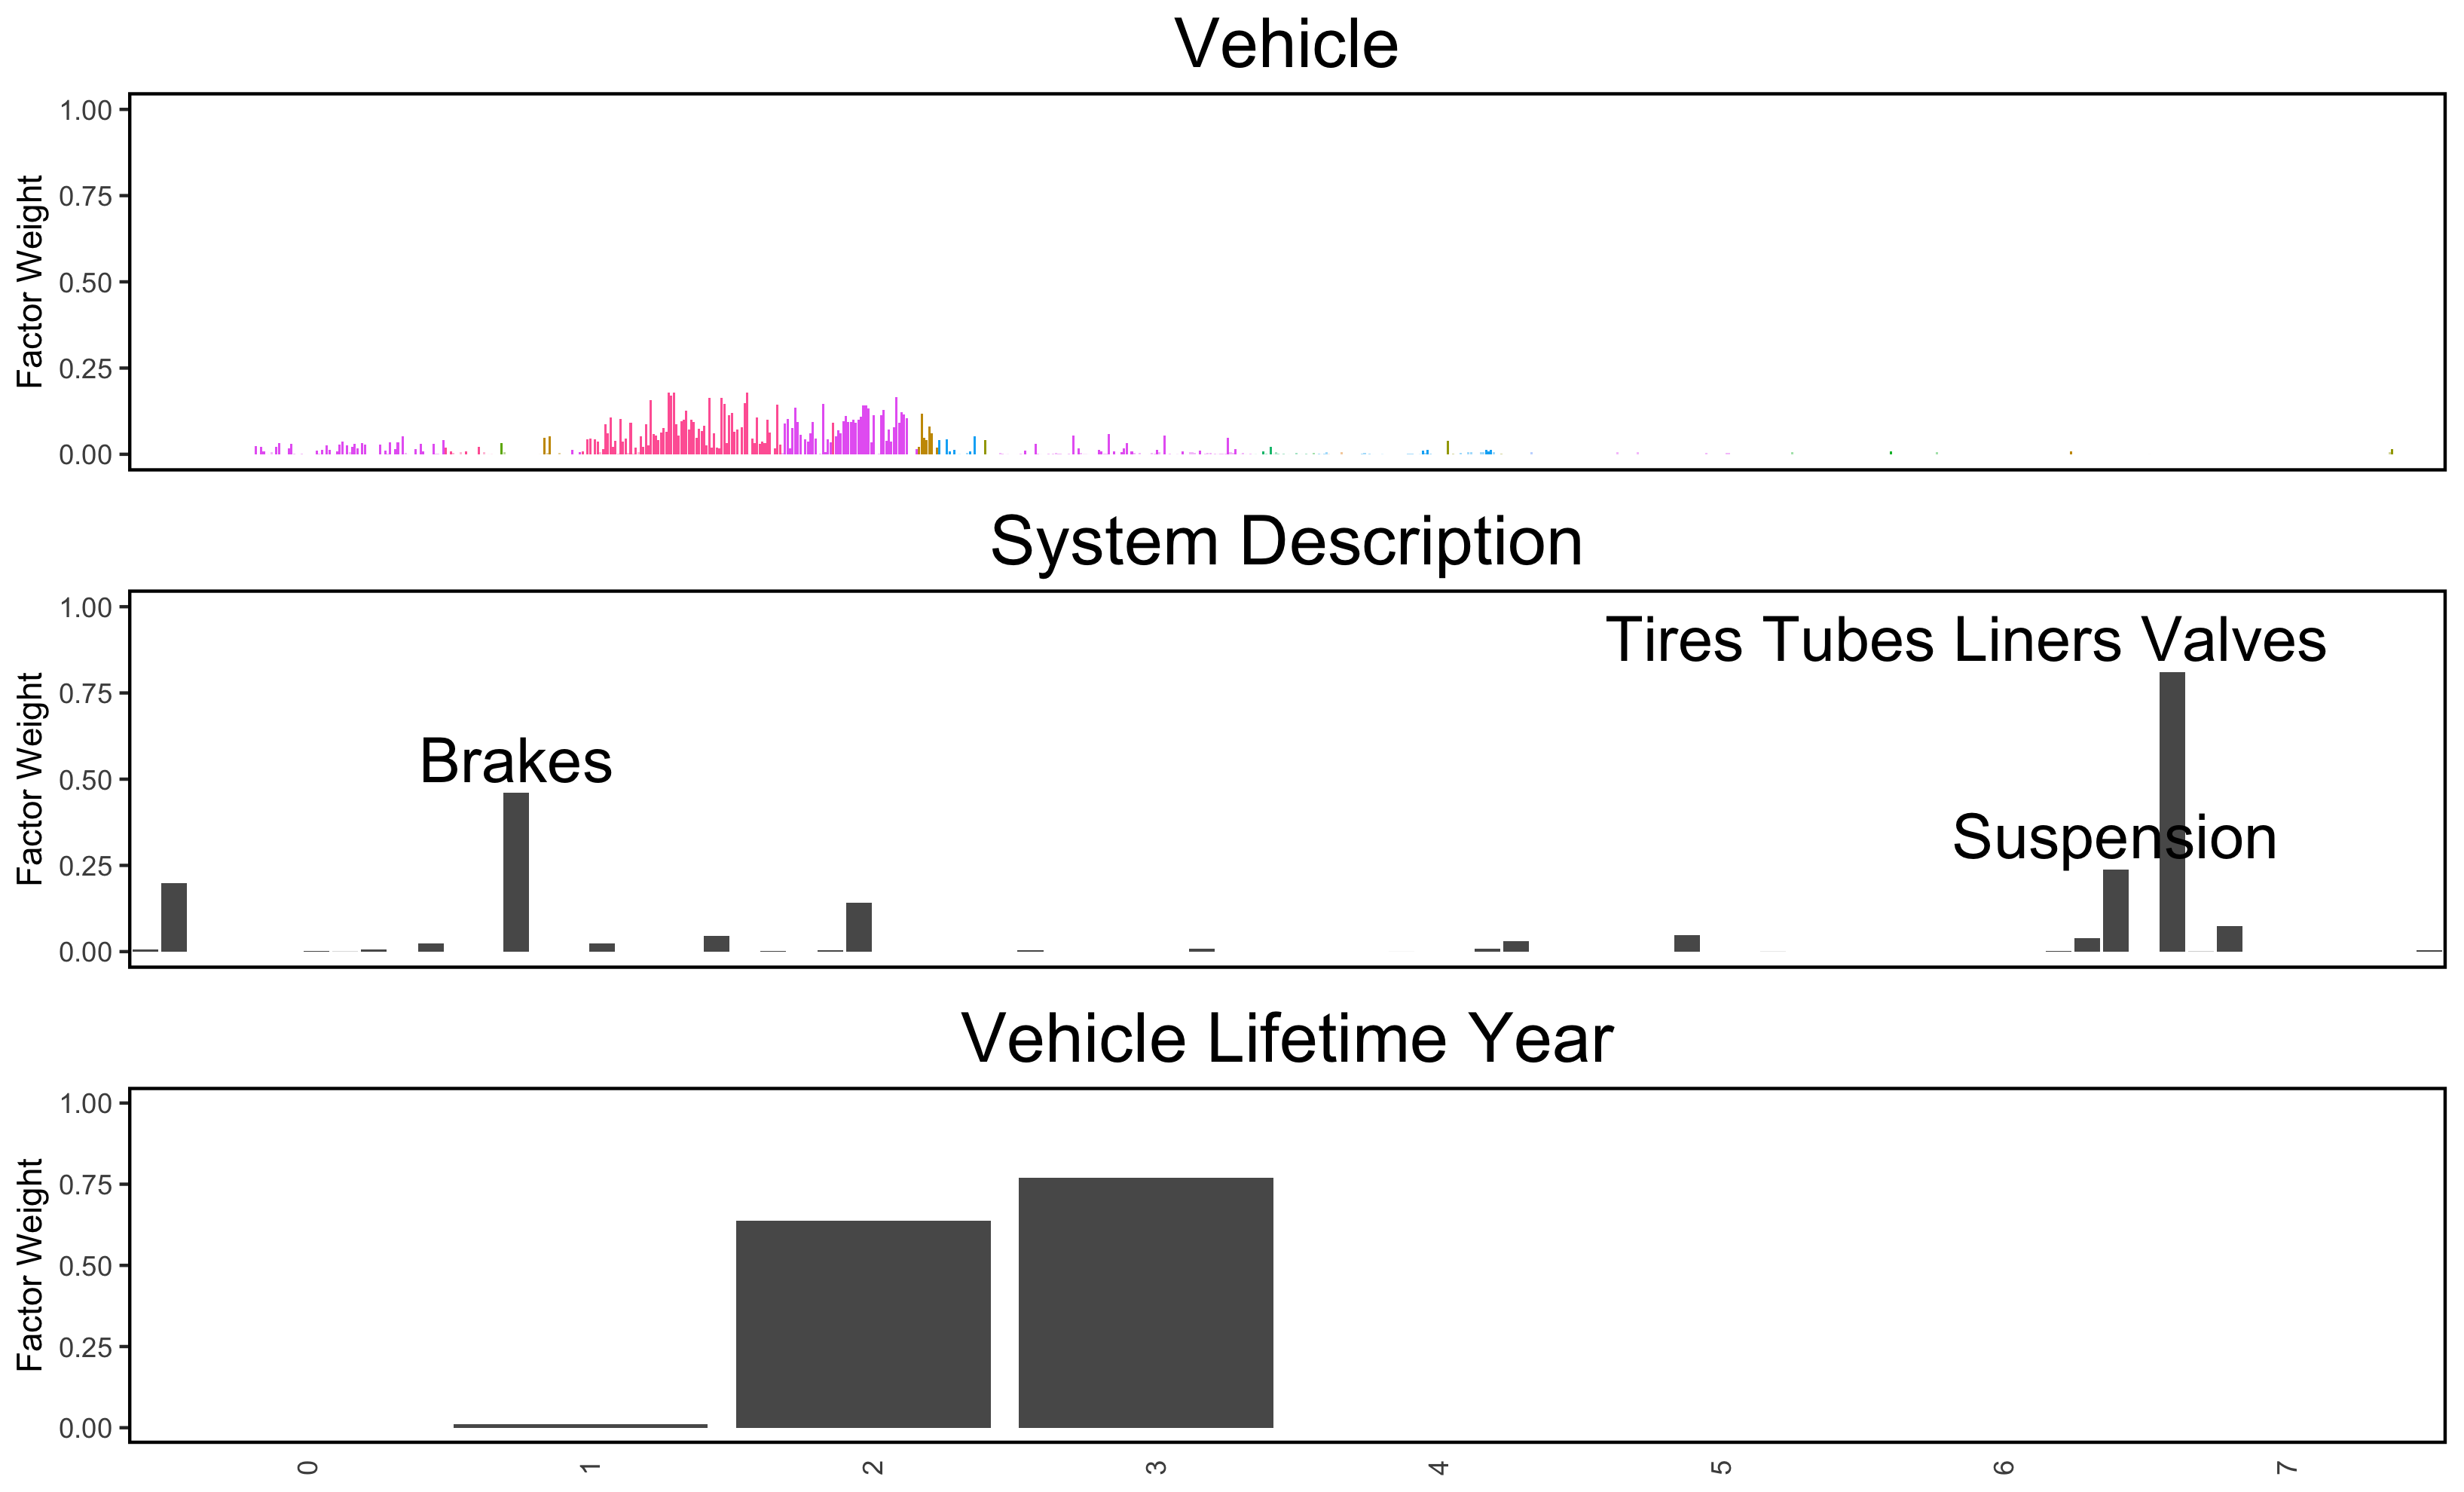 Vehicle
Factor Weight
1.00
0.75
0.50
0.25
0.00
System Description
Factor Weight
1.00
0.75
0.50
0.25
0.00
Tires Tubes Liners Valves
Brakes
Suspension
Vehicle Lifetime Year
Factor Weight
1.00
0.75
0.50
0.25
0.00
0 1 2 3 4 5 6 7